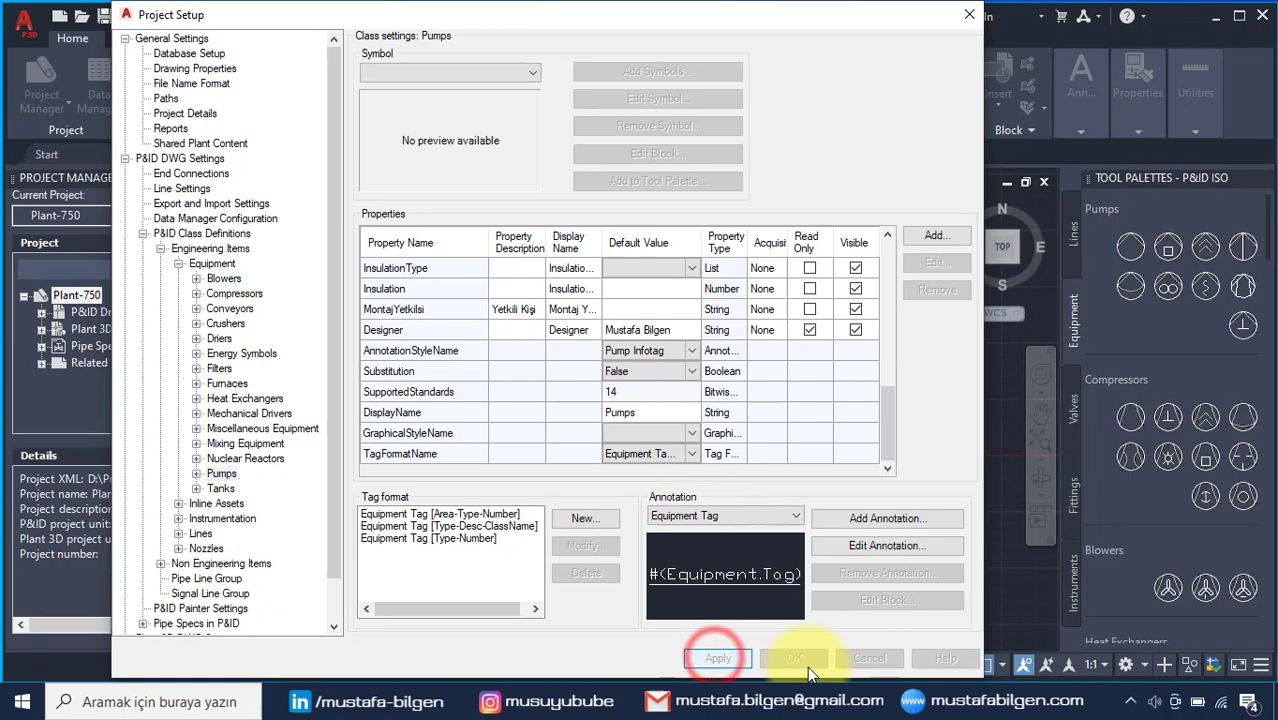 A
P3D
Project Setup
In
Home
Project
Manager
Data
Mana
Project
Insert
Ann...
Properties
Utilities
Block
Start
PROJECT MANAG
Current Project:
Plant-750
Project
Plant-750
P&ID Dr
Plant 3D
Pipe Spe
Related
Details
Project XML: D:\P
Project name: Plan
Project description
P&ID project unit:
Plant 3D project u
Project number:
General Settings
Database Setup
Drawing Properties
File Name Format
Paths
Project Details
Reports
Shared Plant Content
P&ID DWG Settings
End Connections
Line Settings
Export and Import Settings
Data Manager Configuration
P&ID Class Definitions
Engineering Items
Equipment
Blowers
Compressors
Conveyors
Crushers
Driers
Energy Symbols
Filters
Furnaces
Heat Exchangers
Mechanical Drivers
Miscellaneous Equipment
Mixing Equipment
Nuclear Reactors
Pumps
Tanks
Inline Assets
Instrumentation
Lines
Nozzles
Non Engineering Items
Pipe Line Group
Signal Line Group
P&ID Painter Settings
Pipe Specs in P&ID
Class settings: Pumps
Symbol
No preview available
Add Symbols...
Edit Symbol...
Remove Symbol...
Edit Block...
Add to Tool Palette...
Properties
Property Name Property Description Display Name Default Value Property Type Acquisi Read Only Visible
InsulationType Insulatio... List None
Insulation Insulatio... Number None
MontajYetkilsi Yetkili Kişi Montaj Y... String None
Designer Designer Mustafa Bilgen String None
AnnotationStyleName Pump Infotag Annot...
Substitution False Boolean
SupportedStandards 14 Bitwis...
DisplayName Pumps String
GraphicalStyleName Graphi...
TagFormatName Equipment Ta... Tag F...
Add...
Edit...
Remove
Tag format
Equipment Tag [Area-Type-Number]
Equipment Tag [Type-Desc-ClassName]
Equipment Tag [Type-Number]
New...
Modify...
Delete
Annotation
Equipment Tag
#(Equipment.Tag)
Add Annotation...
Edit Annotation...
Remove Annotation...
Edit Block...
Apply OK Cancel Help
N
TOP
E
S
WCS
TOOL PALETTES - P&ID ISO
Lines
Equipment
Valves
Fittings
Instruments
Pumps
Compressors
Blowers
Heat Exchangers
1:1
Aramak için buraya yazın
/mustafa-bilgen
musuyubube
mustafa.bilgen@gmail.com
mustafabilgen.com
4